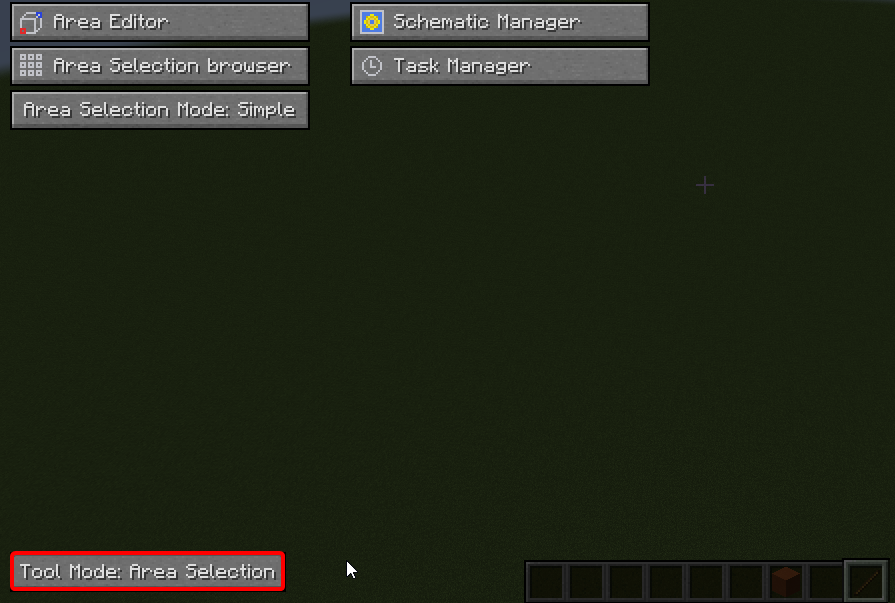 Area Editor
Schematic Manager
Area Selection browser
Task Manager
Area Selection Mode: Simple
Tool Mode: Area Selection